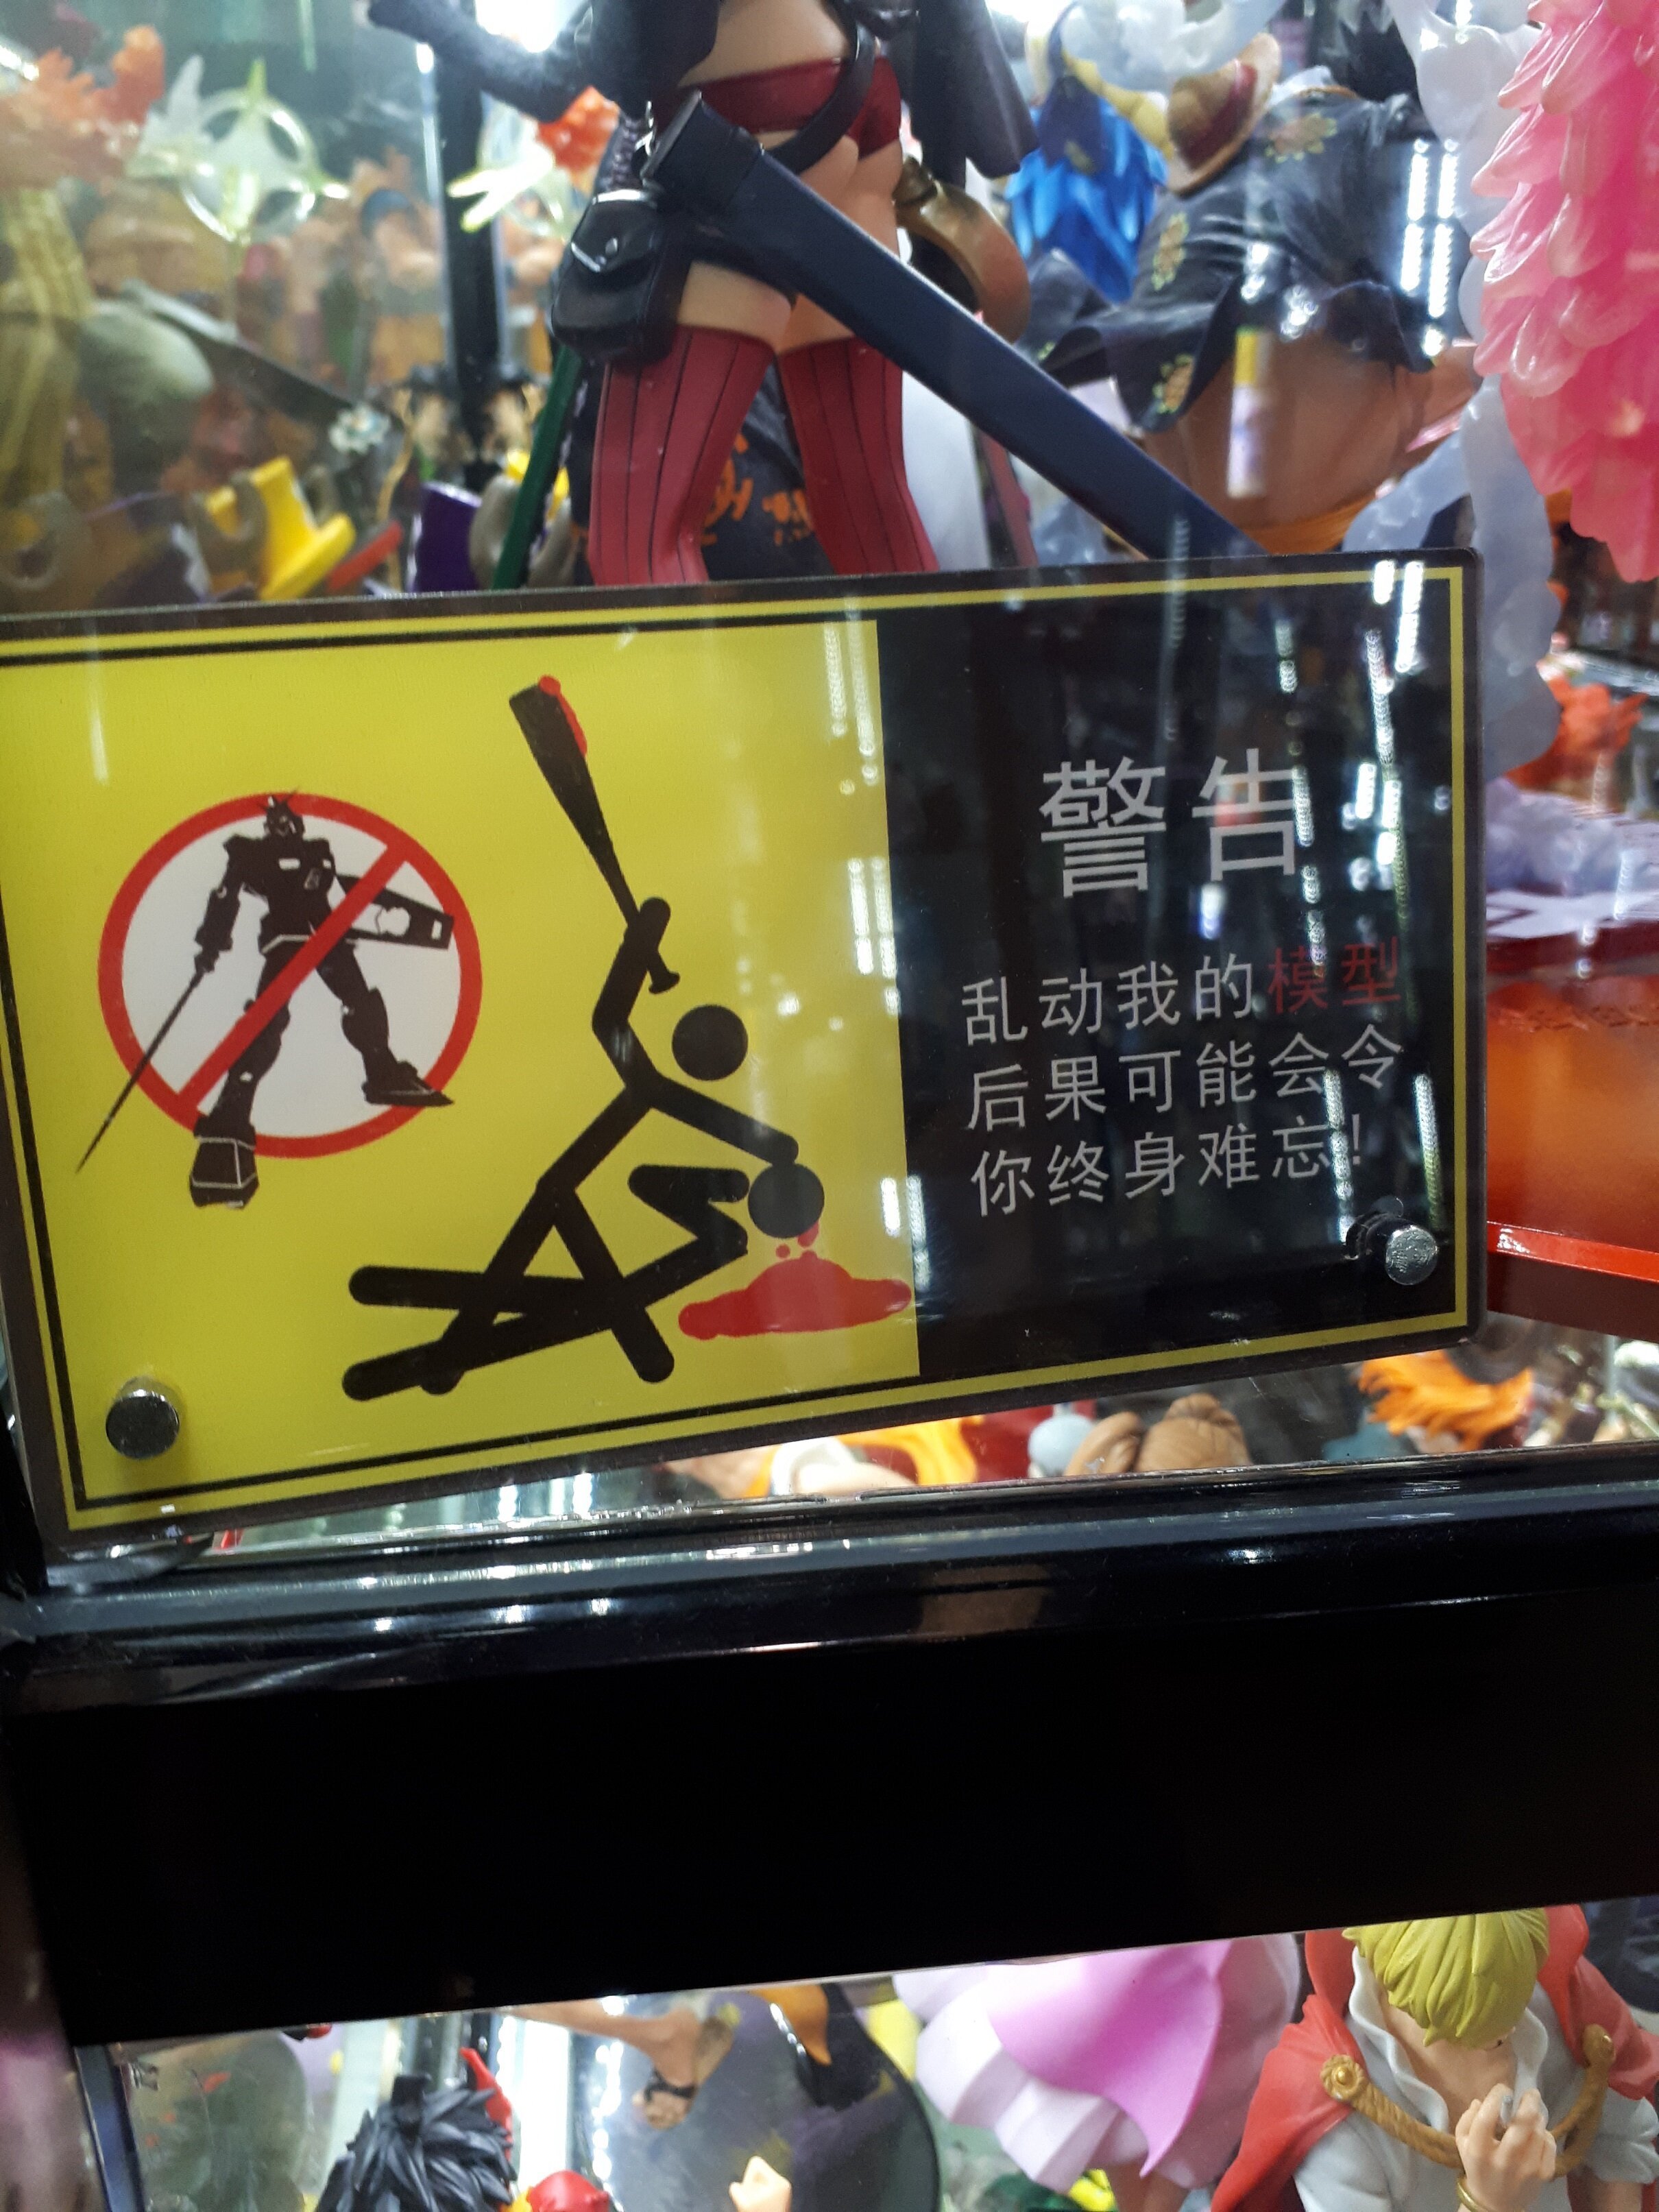 警告
乱动我的模型
后果可能会令
你终身难忘!